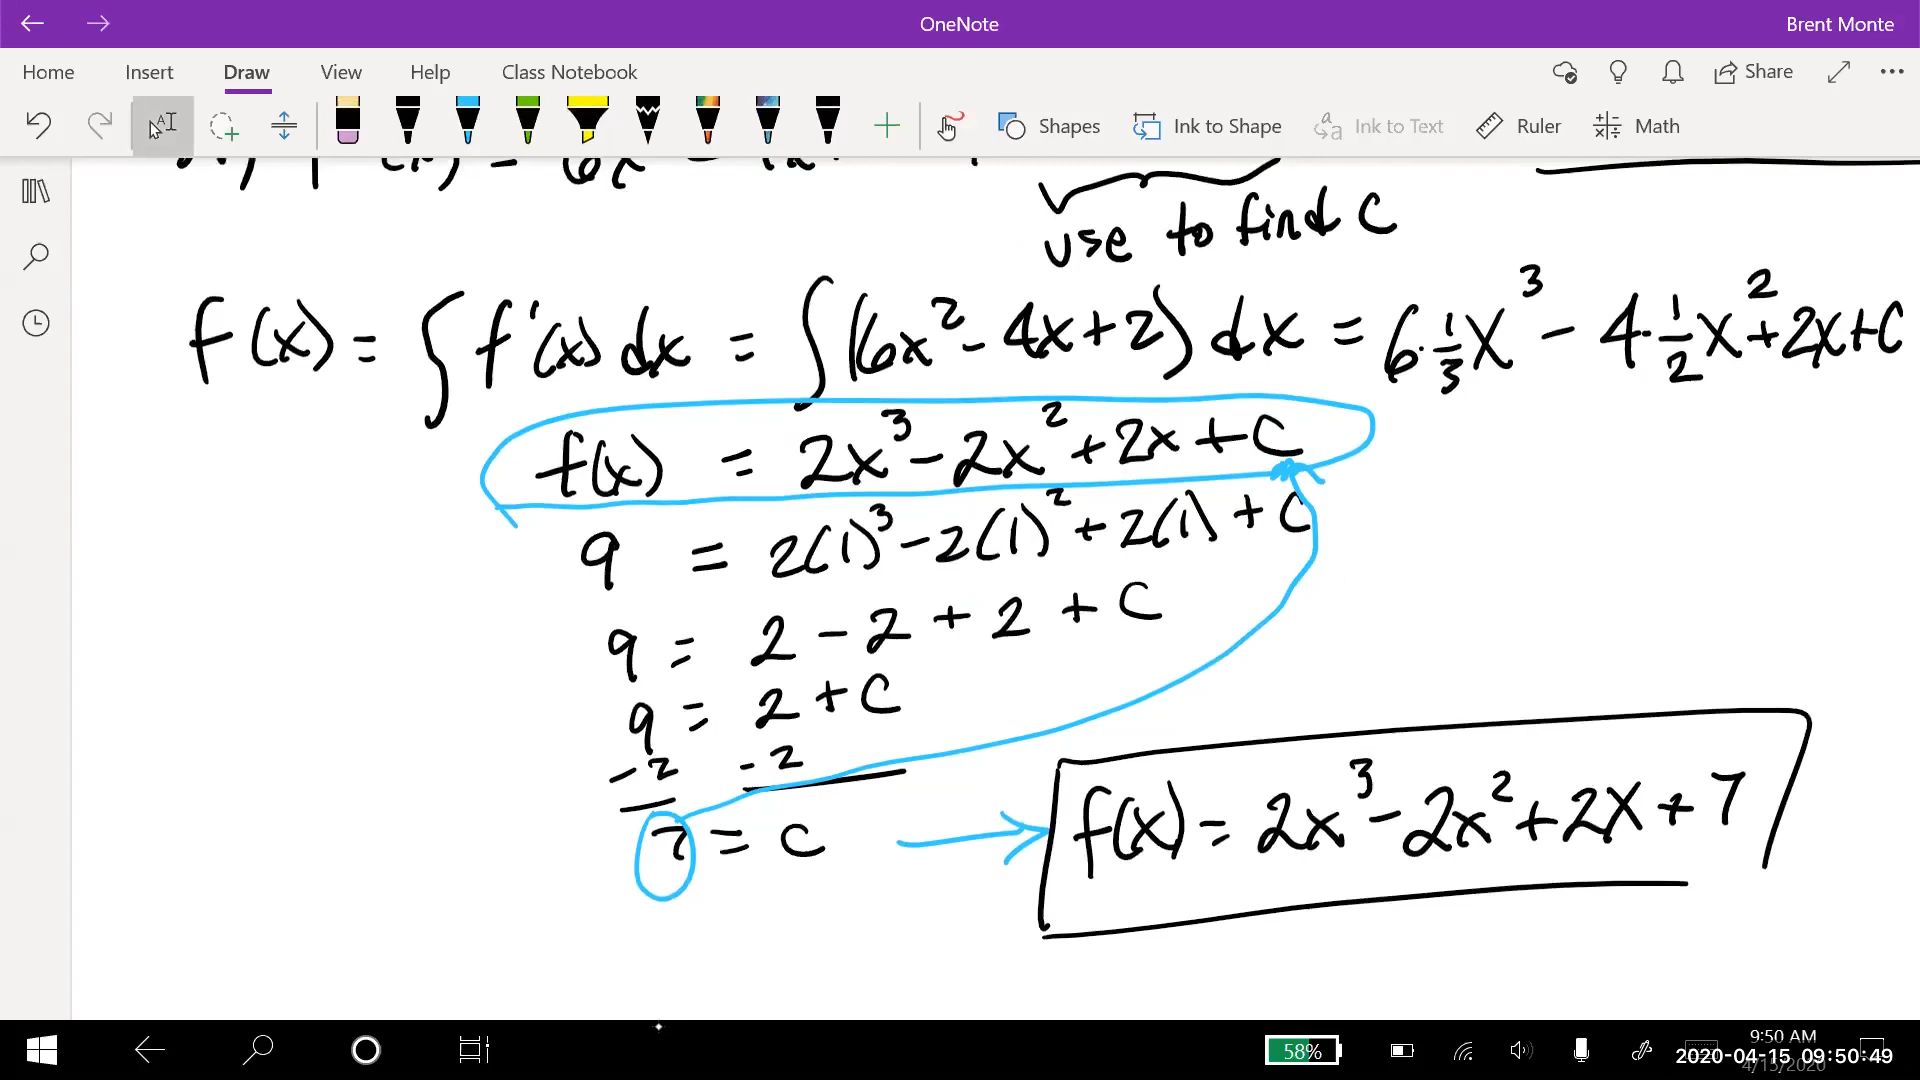 OneNote
Brent Monte
Home Insert Draw View Help Class Notebook
Share
Shapes Ink to Shape Ink to Text Ruler Math
use to find C
f(x) = ∫ f'(x) dx = ∫ (6x² - 4x + 2) dx = 6·⅓x³ - 4·½x² + 2x + C
f(x) = 2x³ - 2x² + 2x + C
9 = 2(1)³ - 2(1)² + 2(1) + C
9 = 2 - 2 + 2 + C
9 = 2 + C
-2 -2
7 = C
f(x) = 2x³ - 2x² + 2x + 7
58%
9:50 AM
2020-04-15 09:50:49
4/15/2020